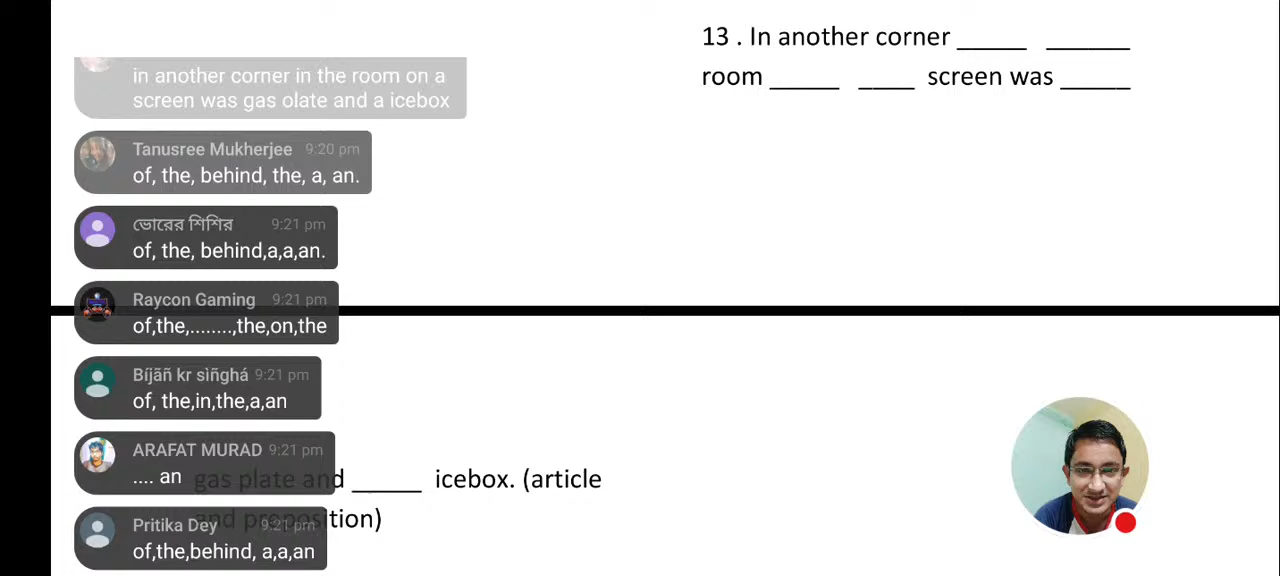 13 . In another corner _____ ______
room _____ ____ screen was _____
in another corner in the room on a
screen was gas olate and a icebox
Tanusree Mukherjee 9:20 pm
of, the, behind, the, a, an.
ভোরের শিশির 9:21 pm
of, the, behind,a,a,an.
Raycon Gaming 9:21 pm
of,the,........,the,on,the
Bíjãñ kr sìñghá 9:21 pm
of, the,in,the,a,an
ARAFAT MURAD 9:21 pm
.... an
gas plate and _____ icebox. (article
and preposition)
Pritika Dey 9:21 pm
of,the,behind, a,a,an